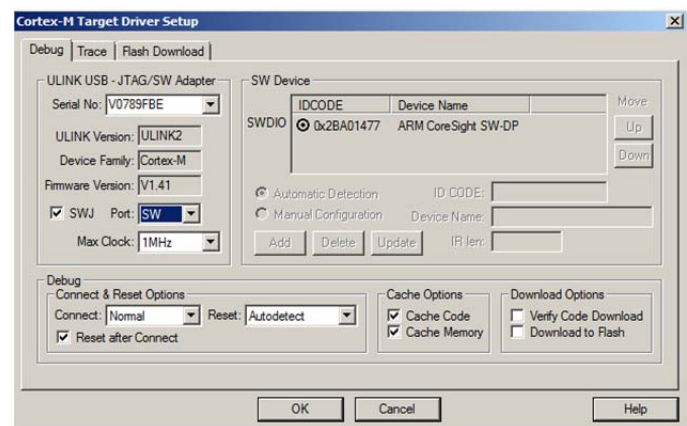 Cortex-M Target Driver Setup
Debug Trace Flash Download
ULINK USB - JTAG/SW Adapter
Serial No: V0789FBE
ULINK Version: ULINK2
Device Family: Cortex-M
Firmware Version: V1.41
SWJ Port: SW
Max Clock: 1MHz
SW Device
IDCODE Device Name Move
SWDIO 0x2BA01477 ARM CoreSight SW-DP Up
Down
Automatic Detection ID CODE:
Manual Configuration Device Name:
Add Delete Update IR len:
Debug
Connect & Reset Options
Connect: Normal Reset: Autodetect
Reset after Connect
Cache Options
Cache Code
Cache Memory
Download Options
Verify Code Download
Download to Flash
OK Cancel Help